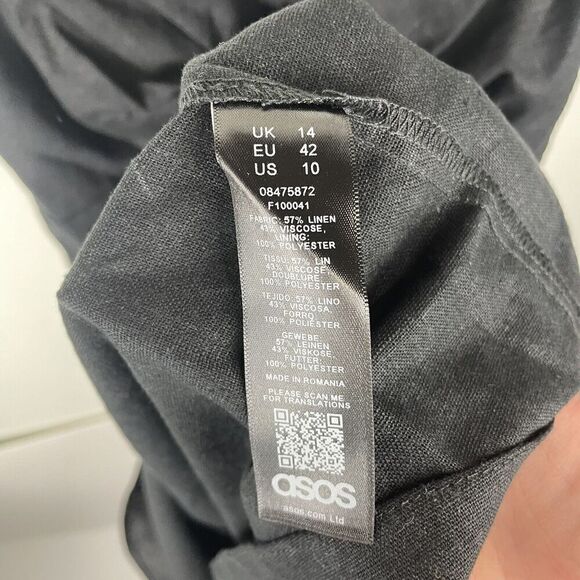 UK 14
EU 42
US 10
08475872
F100041
FABRIC: 57% LINEN
43% VISCOSE,
LINING:
100% POLYESTER
TISSU: 57% LIN
43% VISCOSE,
DOUBLURE:
100% POLYESTER
TEJIDO: 57% LINO
43% VISCOSA,
FORRO:
100% POLIÉSTER
GEWEBE:
57% LEINEN
43% VISKOSE,
FUTTER:
100% POLYESTER
MADE IN ROMANIA
PLEASE SCAN ME
FOR TRANSLATIONS
asos
asos.com Ltd